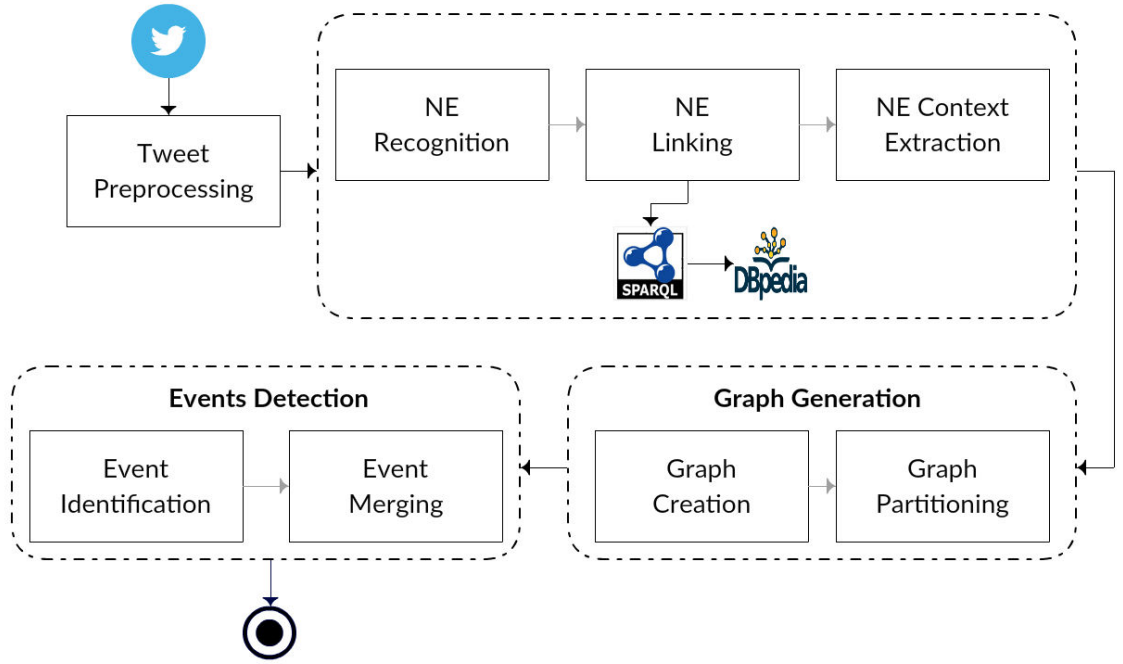 Tweet
Preprocessing
NE
Recognition
NE
Linking
NE Context
Extraction
SPARQL
DBpedia
Events Detection
Event
Identification
Event
Merging
Graph Generation
Graph
Creation
Graph
Partitioning